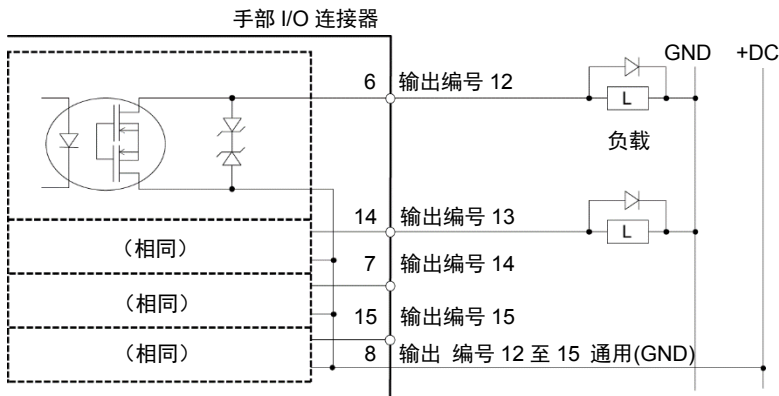 手部 I/O 连接器
GND +DC
6 输出编号 12
L
负载
14 输出编号 13
L
（相同）
7 输出编号 14
（相同）
15 输出编号 15
（相同）
8 输出 编号 12 至 15 通用(GND)